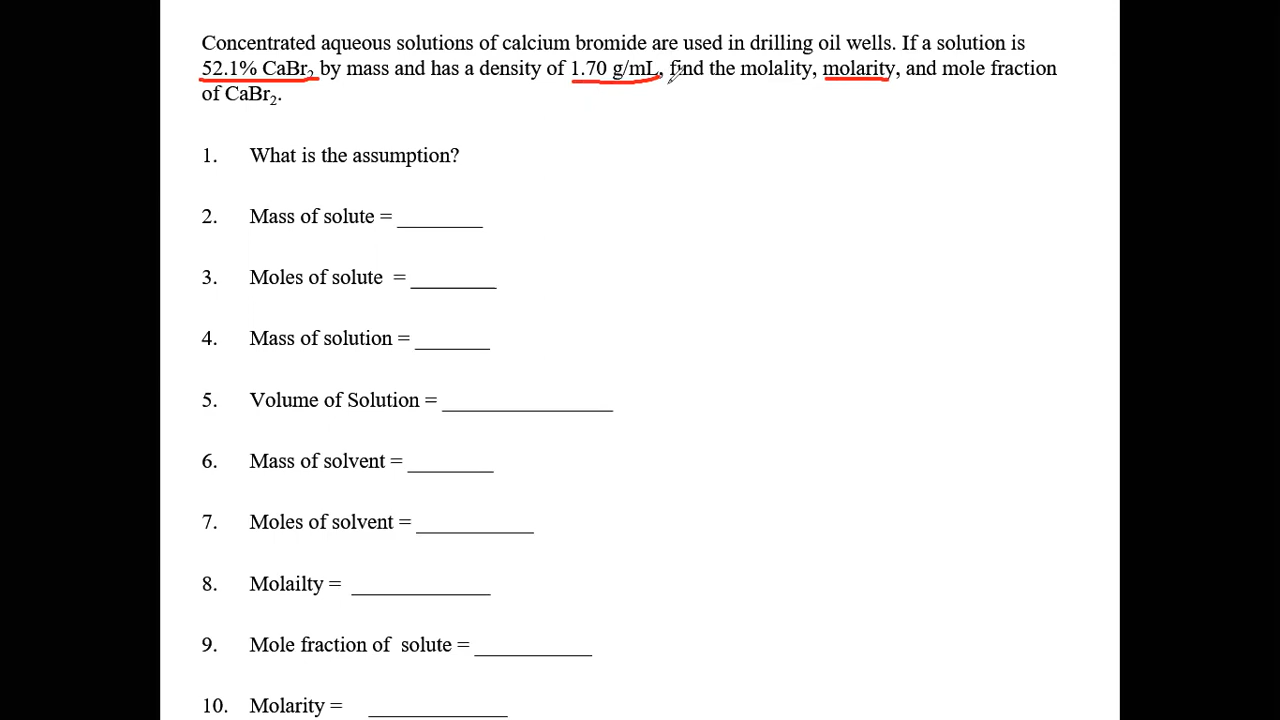 Concentrated aqueous solutions of calcium bromide are used in drilling oil wells. If a solution is
52.1% CaBr₂ by mass and has a density of 1.70 g/mL, find the molality, molarity, and mole fraction
of CaBr₂.
1. What is the assumption?
2. Mass of solute = ________
3. Moles of solute = ________
4. Mass of solution = _______
5. Volume of Solution = ________________
6. Mass of solvent = ________
7. Moles of solvent = ___________
8. Molailty = _____________
9. Mole fraction of solute = ___________
10. Molarity = _____________